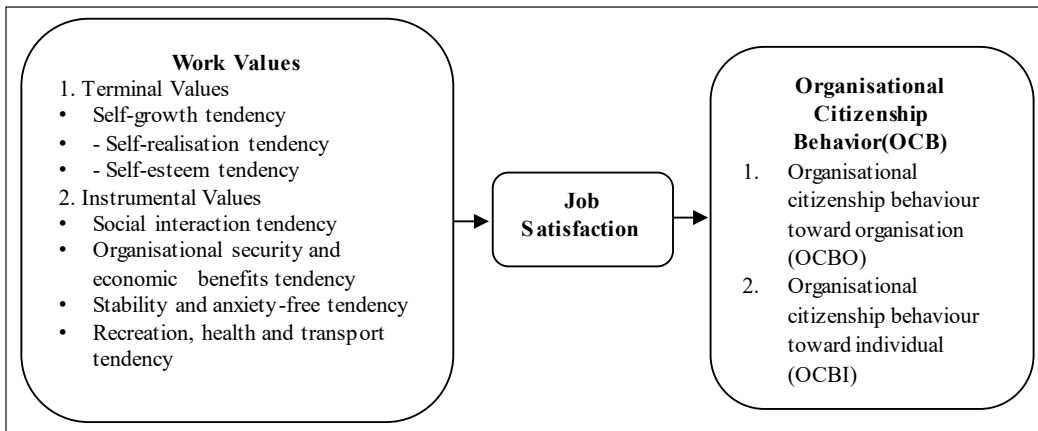 Work Values
1. Terminal Values
• Self-growth tendency
• - Self-realisation tendency
• - Self-esteem tendency
2. Instrumental Values
• Social interaction tendency
• Organisational security and
economic benefits tendency
• Stability and anxiety-free tendency
• Recreation, health and transport
tendency
Job
Satisfaction
Organisational
Citizenship
Behavior(OCB)
1. Organisational
citizenship behaviour
toward organisation
(OCBO)
2. Organisational
citizenship behaviour
toward individual
(OCBI)